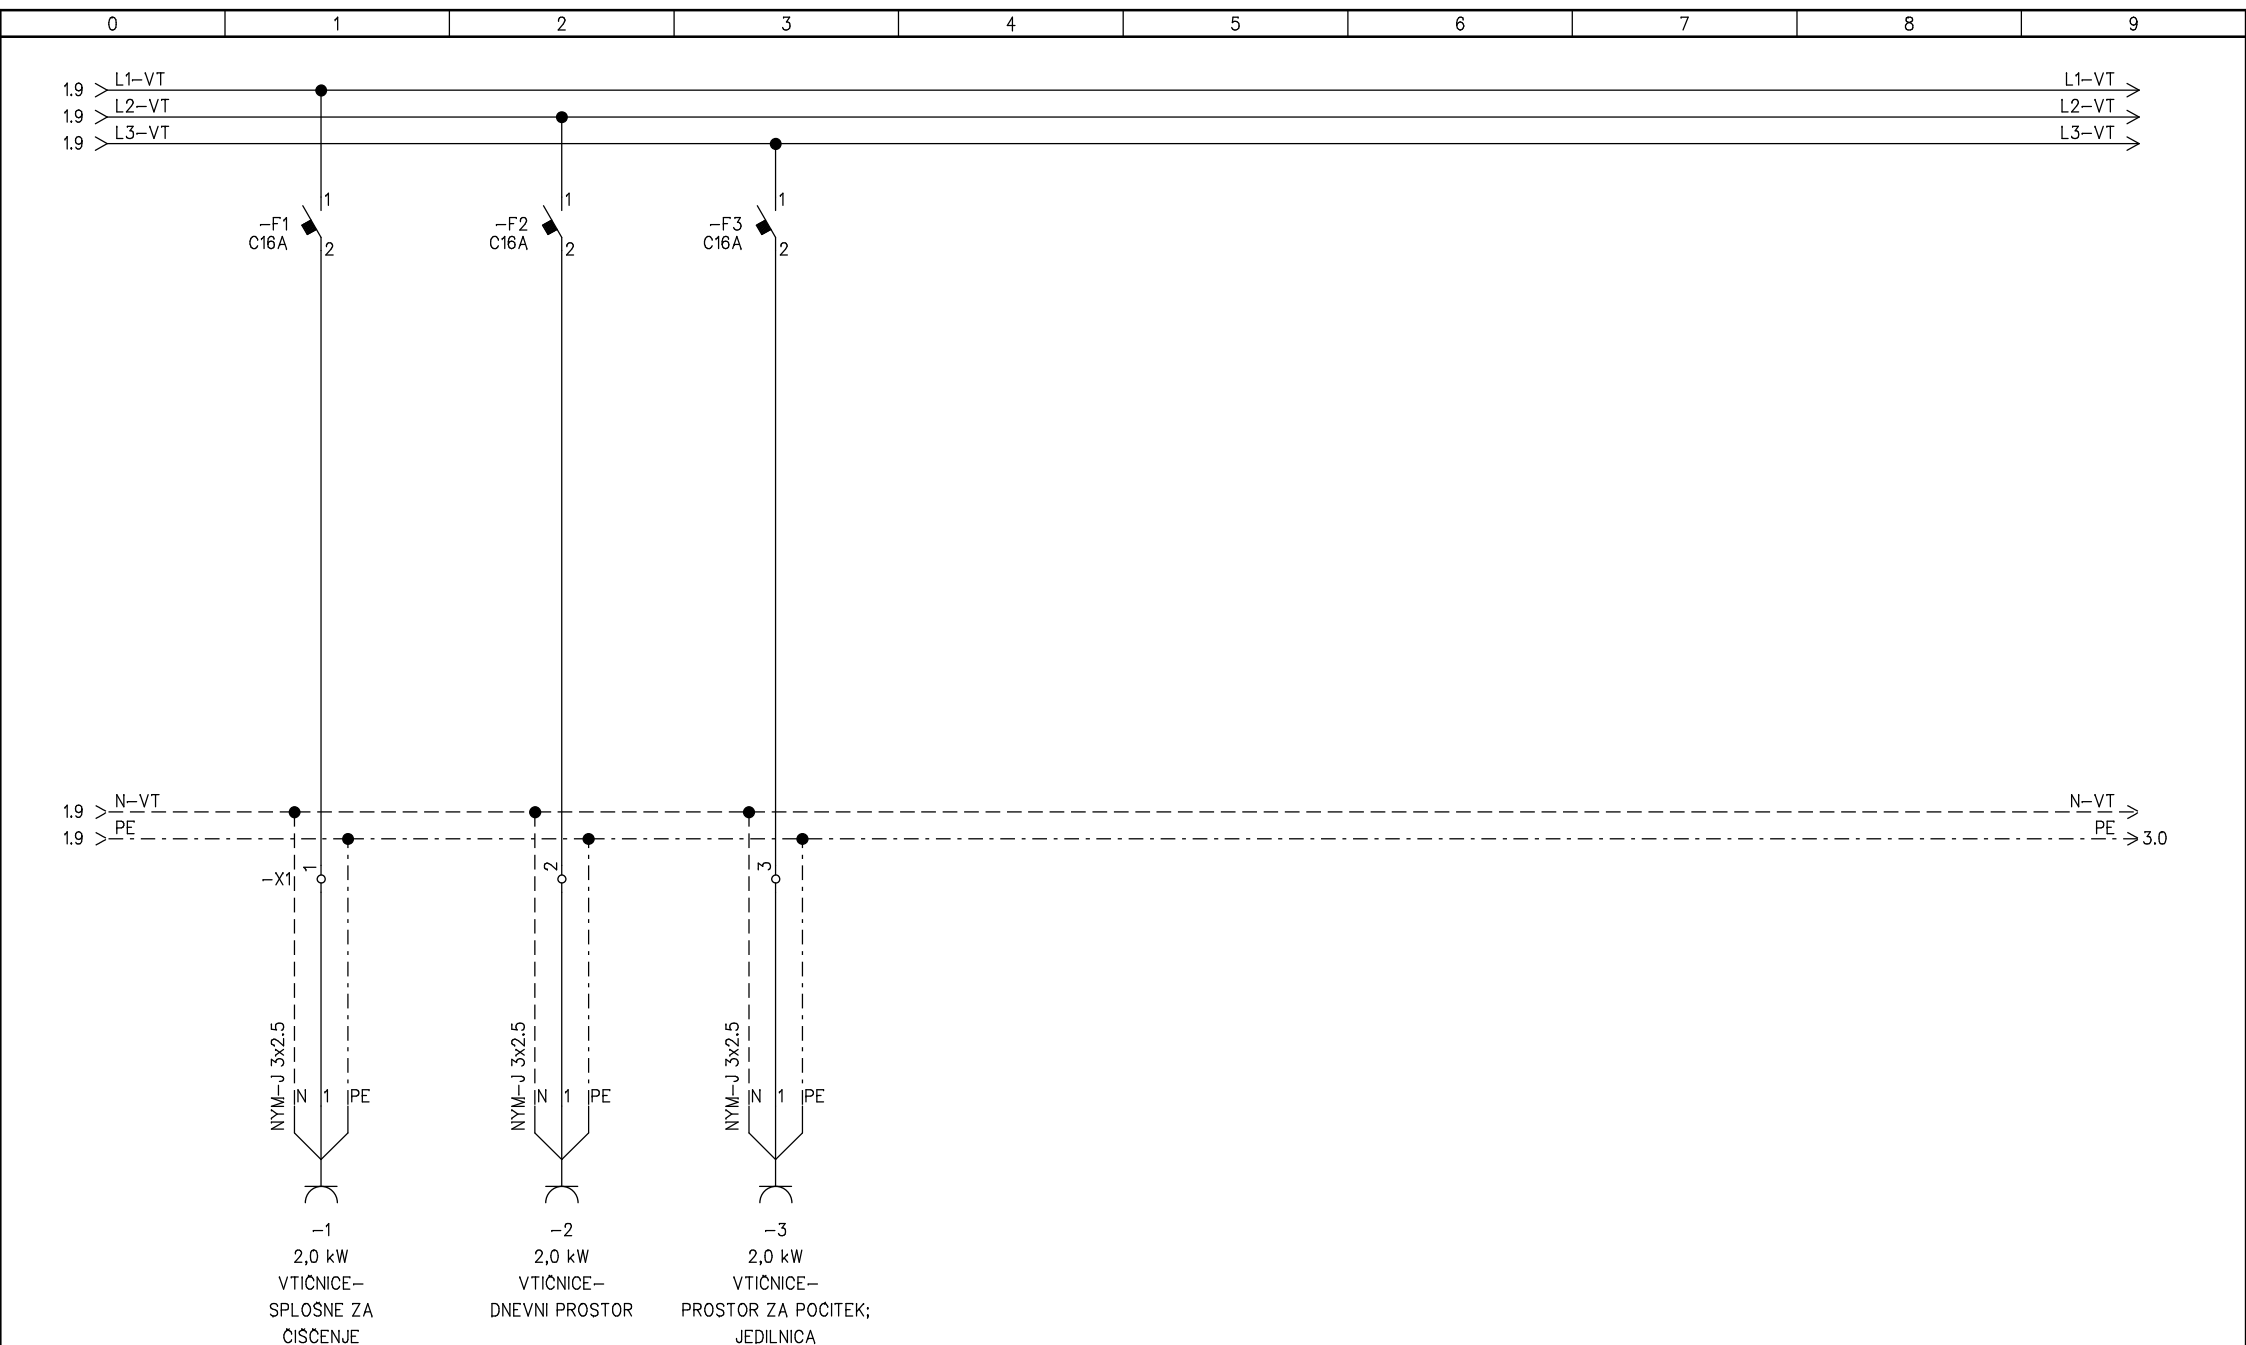 0 1 2 3 4 5 6 7 8 9
L1-VT L1-VT
1.9
L2-VT L2-VT
1.9
L3-VT L3-VT
1.9
1 1 1
-F1 -F2 -F3
C16A C16A C16A
2 2 2
N-VT N-VT
1.9
PE PE
1.9 3.0
-X1 1 2 3
NYM-J 3x2.5 NYM-J 3x2.5 NYM-J 3x2.5
N 1 PE N 1 PE N 1 PE
-1 -2 -3
2,0 kW 2,0 kW 2,0 kW
VTIČNICE- VTIČNICE- VTIČNICE-
SPLOŠNE ZA DNEVNI PROSTOR PROSTOR ZA POČITEK;
ČIŠČENJE JEDILNICA